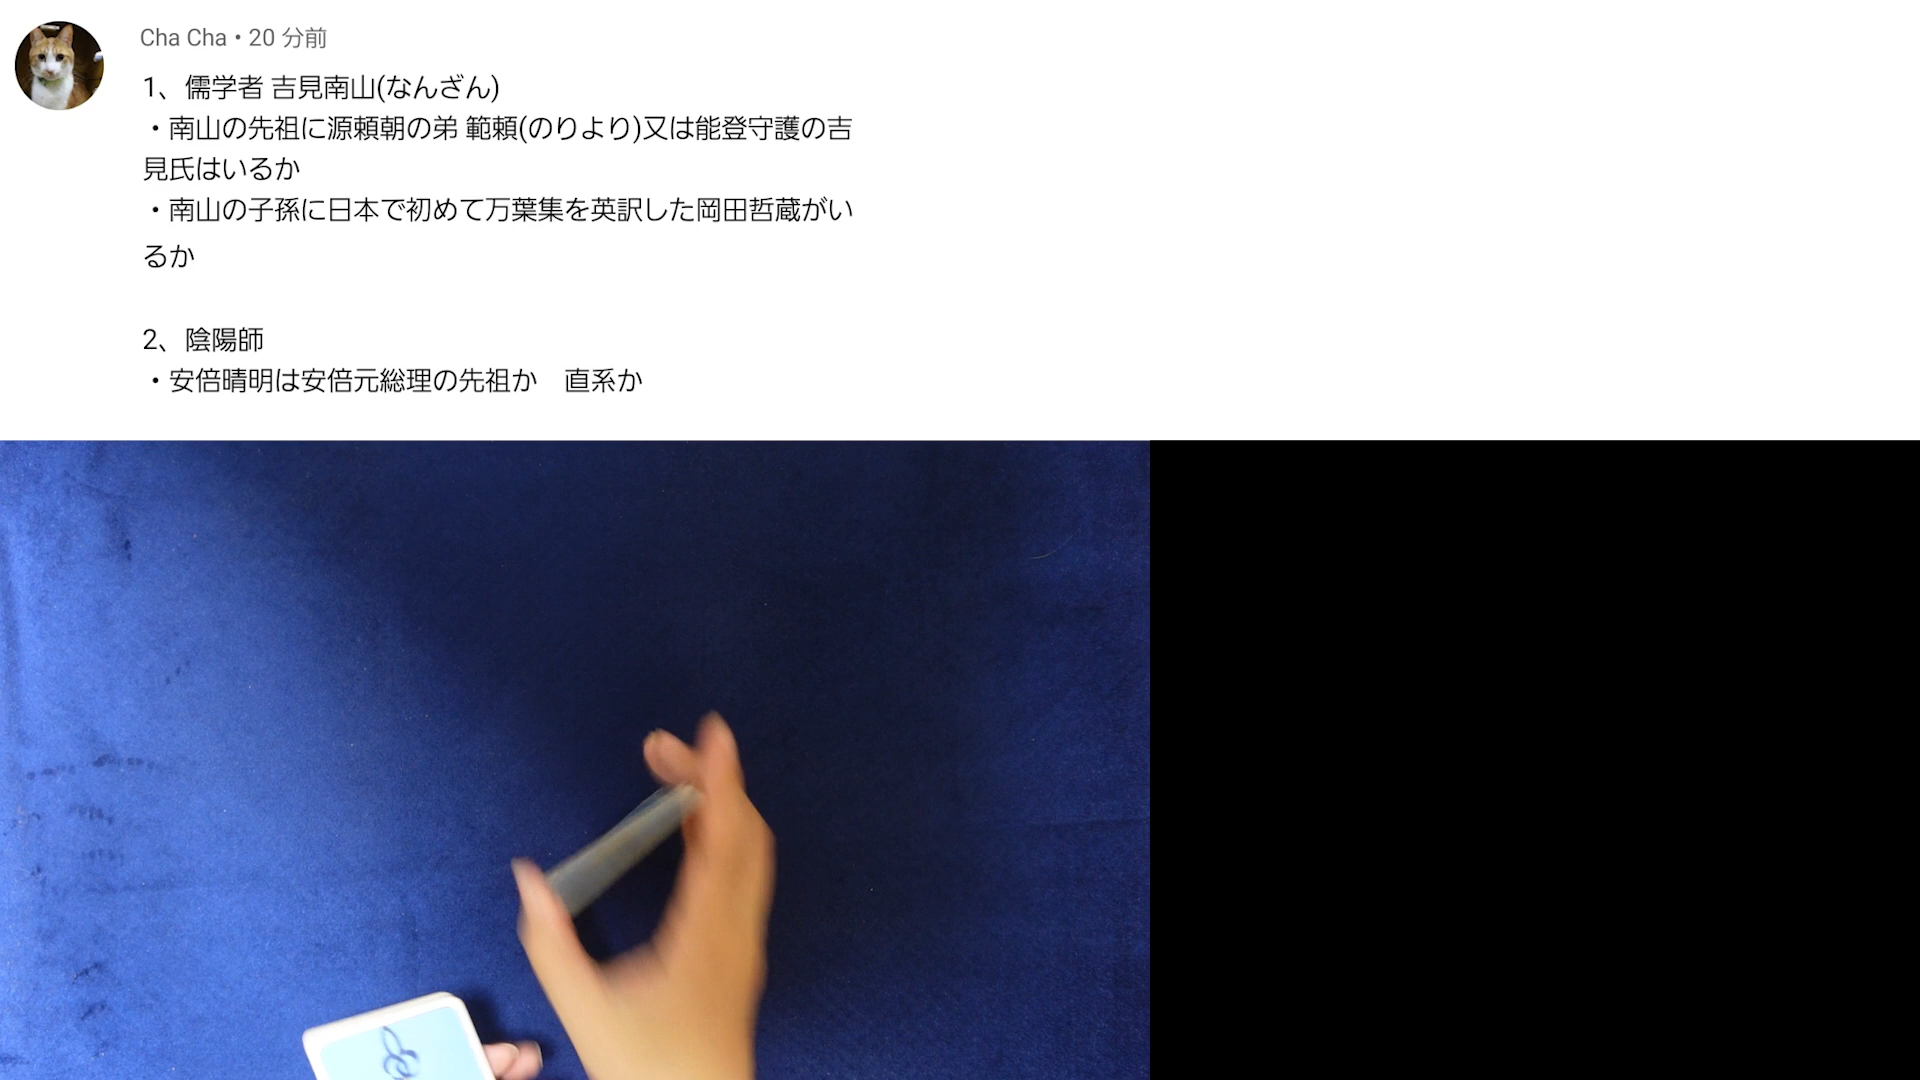 Cha Cha • 20 分前
1、儒学者 吉見南山(なんざん)
・南山の先祖に源頼朝の弟 範頼(のりより)又は能登守護の吉
見氏はいるか
・南山の子孫に日本で初めて万葉集を英訳した岡田哲蔵がい
るか
2、陰陽師
・安倍晴明は安倍元総理の先祖か　直系か